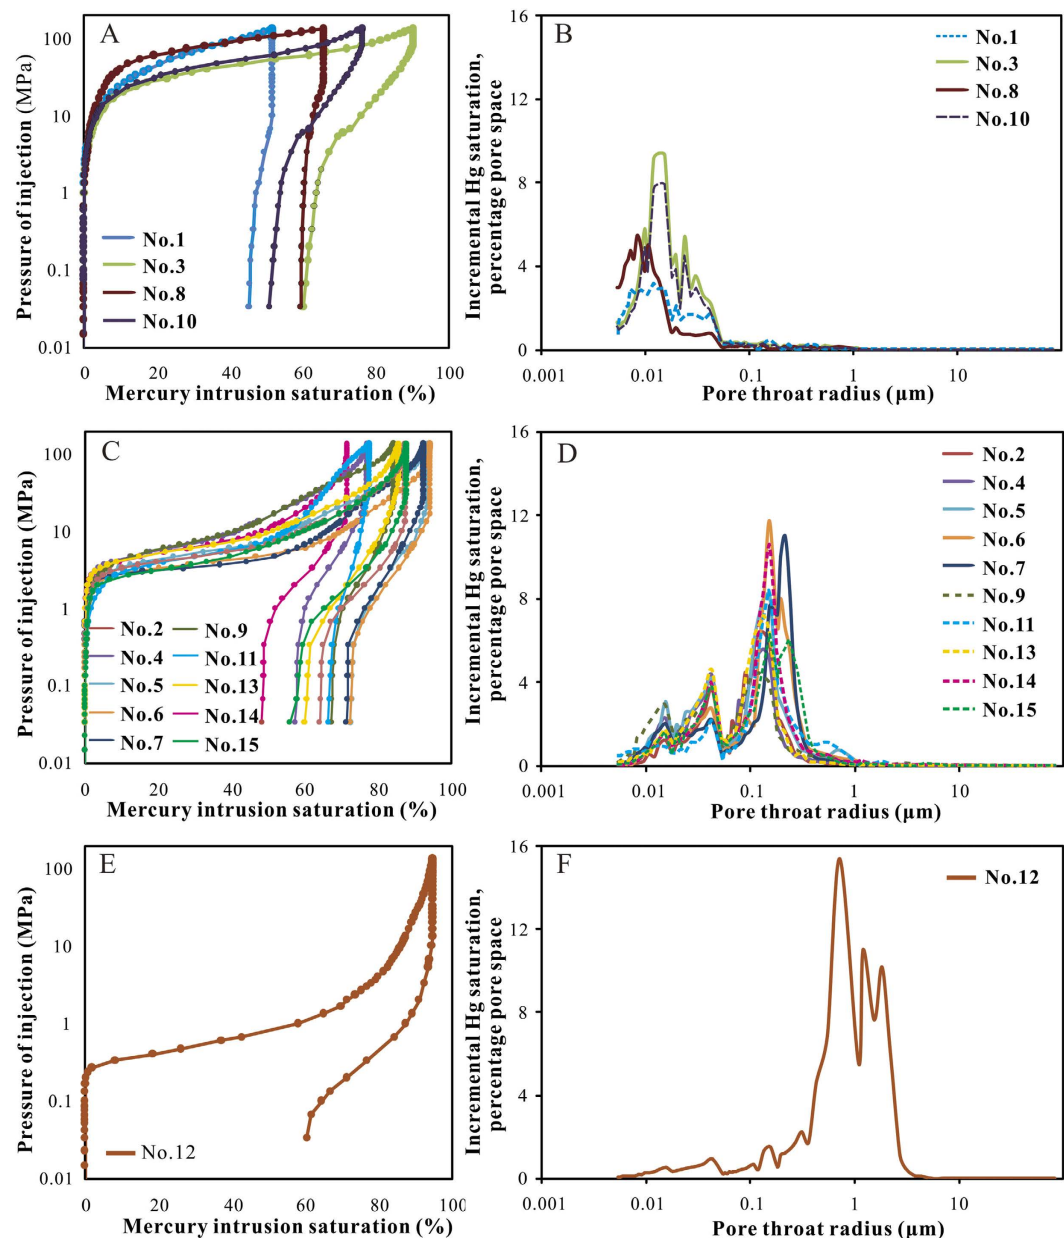 A
Pressure of injection (MPa)
100
10
1
0.1
0.01
No.1
No.3
No.8
No.10
0 20 40 60 80 100
Mercury intrusion saturation (%)
B
Incremental Hg saturation,
percentage pore space
16
12
8
4
0
No.1
No.3
No.8
No.10
0.001 0.01 0.1 1 10
Pore throat radius (μm)
C
Pressure of injection (MPa)
100
10
1
0.1
0.01
No.2 No.9
No.4 No.11
No.5 No.13
No.6 No.14
No.7 No.15
0 20 40 60 80 100
Mercury intrusion saturation (%)
D
Incremental Hg saturation,
percentage pore space
16
12
8
4
0
No.2
No.4
No.5
No.6
No.7
No.9
No.11
No.13
No.14
No.15
0.001 0.01 0.1 1 10
Pore throat radius (μm)
E
Pressure of injection (MPa)
100
10
1
0.1
0.01
No.12
0 20 40 60 80 100
Mercury intrusion saturation (%)
F
Incremental Hg saturation,
percentage pore space
16
12
8
4
0
No.12
0.001 0.01 0.1 1 10
Pore throat radius (μm)